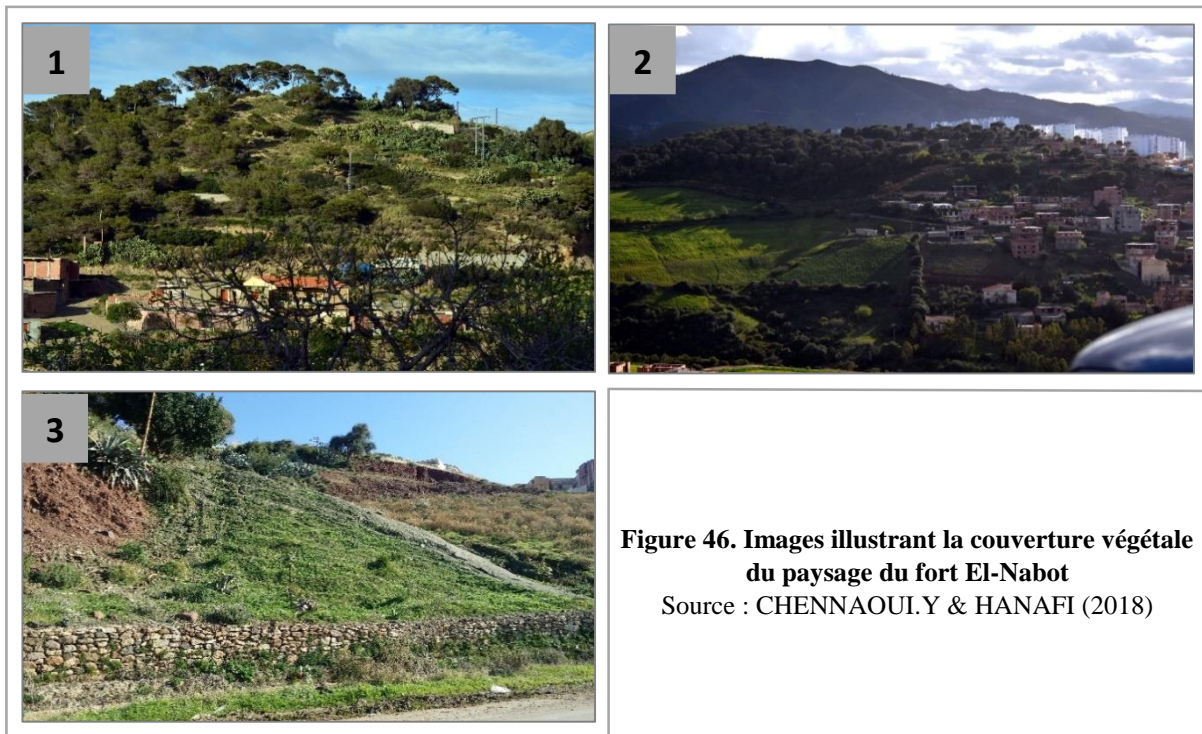 1
2
3
Figure 46. Images illustrant la couverture végétale
du paysage du fort El-Nabot
Source : CHENNAOUI.Y & HANAFI (2018)